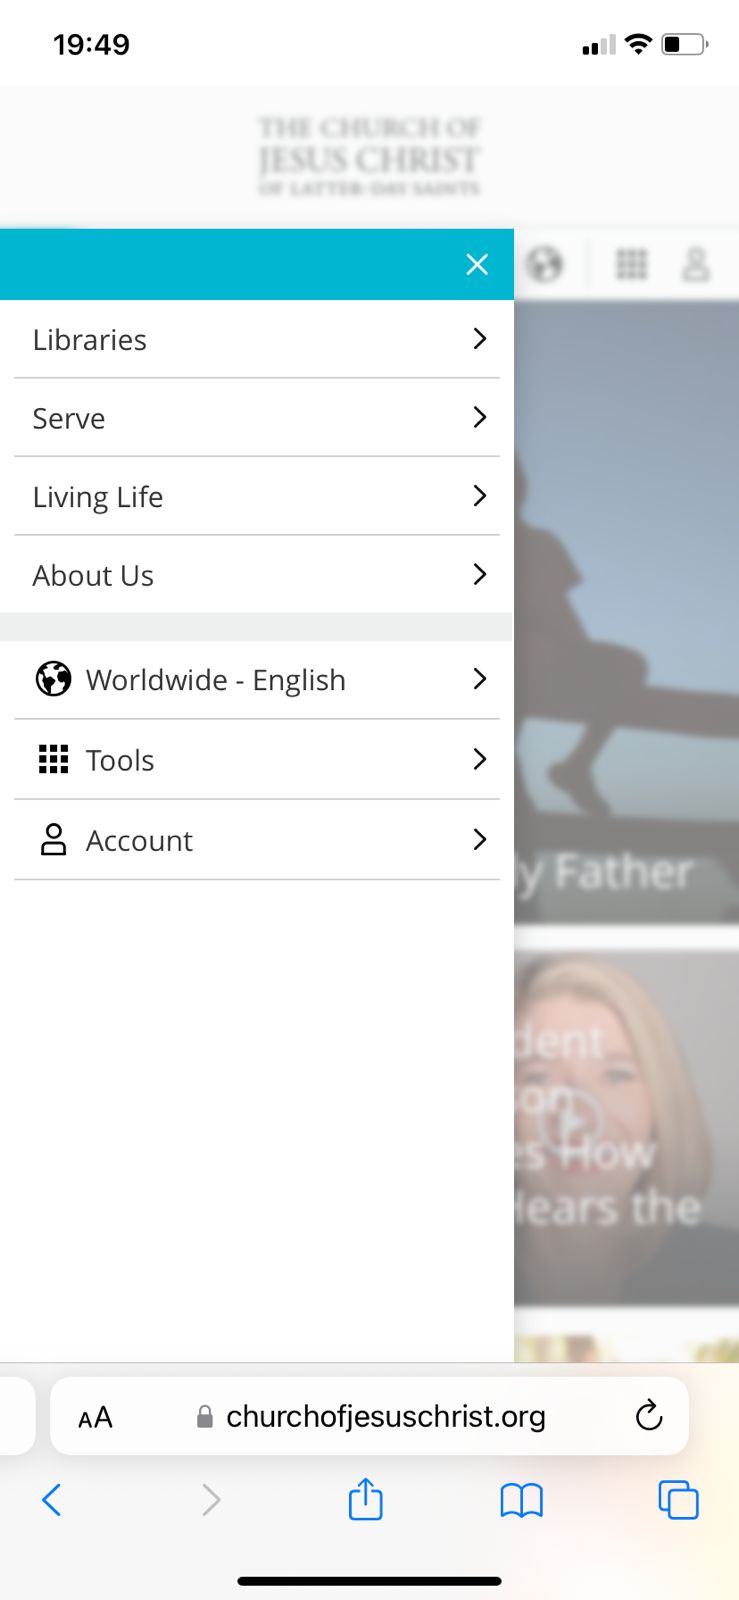 19:49
THE CHURCH OF
JESUS CHRIST
OF LATTER-DAY SAINTS
Libraries
Serve
Living Life
About Us
Worldwide - English
Tools
Account
y Father
dent
son
es How
Hears the
AA
churchofjesuschrist.org